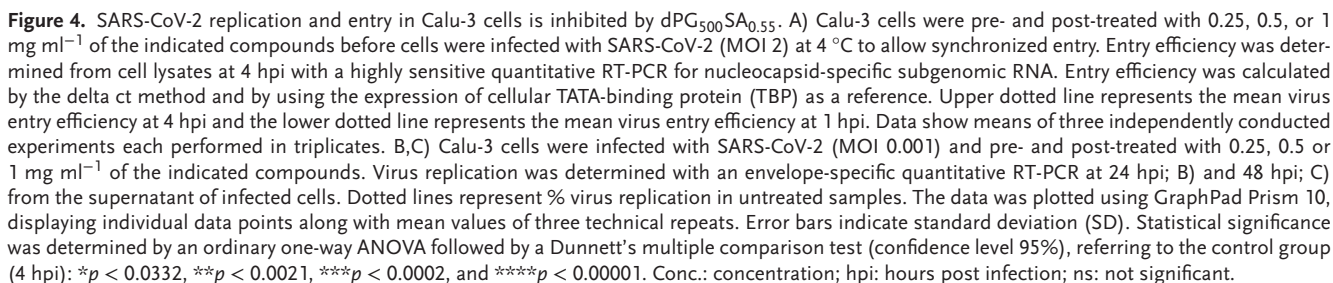 Figure 4. SARS-CoV-2 replication and entry in Calu-3 cells is inhibited by dPG₅₀₀SA₀.₅₅. A) Calu-3 cells were pre- and post-treated with 0.25, 0.5, or 1
mg ml⁻¹ of the indicated compounds before cells were infected with SARS-CoV-2 (MOI 2) at 4 °C to allow synchronized entry. Entry efficiency was deter-
mined from cell lysates at 4 hpi with a highly sensitive quantitative RT-PCR for nucleocapsid-specific subgenomic RNA. Entry efficiency was calculated
by the delta ct method and by using the expression of cellular TATA-binding protein (TBP) as a reference. Upper dotted line represents the mean virus
entry efficiency at 4 hpi and the lower dotted line represents the mean virus entry efficiency at 1 hpi. Data show means of three independently conducted
experiments each performed in triplicates. B,C) Calu-3 cells were infected with SARS-CoV-2 (MOI 0.001) and pre- and post-treated with 0.25, 0.5 or
1 mg ml⁻¹ of the indicated compounds. Virus replication was determined with an envelope-specific quantitative RT-PCR at 24 hpi; B) and 48 hpi; C)
from the supernatant of infected cells. Dotted lines represent % virus replication in untreated samples. The data was plotted using GraphPad Prism 10,
displaying individual data points along with mean values of three technical repeats. Error bars indicate standard deviation (SD). Statistical significance
was determined by an ordinary one-way ANOVA followed by a Dunnett's multiple comparison test (confidence level 95%), referring to the control group
(4 hpi): *p < 0.0332, **p < 0.0021, ***p < 0.0002, and ****p < 0.00001. Conc.: concentration; hpi: hours post infection; ns: not significant.